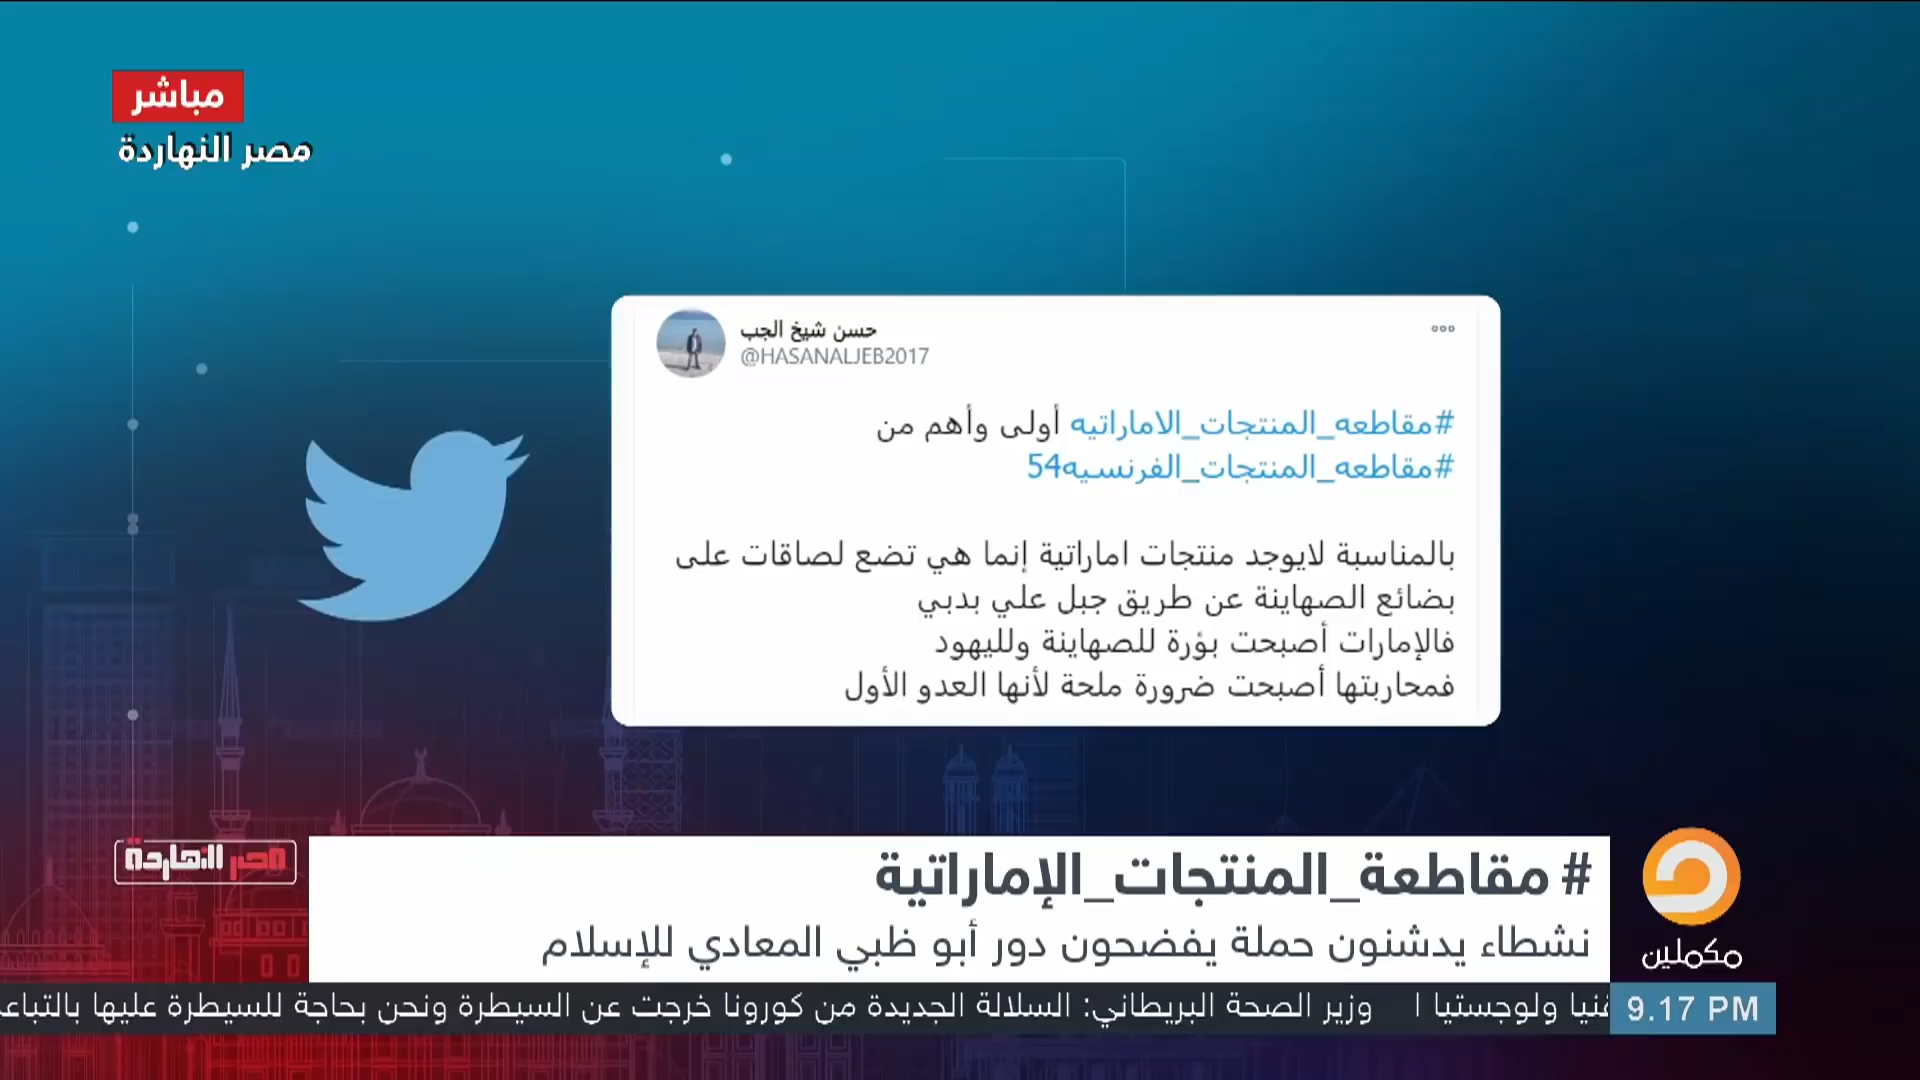 مباشر
مصر النهاردة
حسن شيخ الجب
@HASANALJEB2017
#مقاطعه_المنتجات_الاماراتيه أولى وأهم من
#مقاطعه_المنتجات_الفرنسيه54
بالمناسبة لايوجد منتجات اماراتية إنما هي تضع لصاقات على
بضائع الصهاينة عن طريق جبل علي بدبي
فالإمارات أصبحت بؤرة للصهاينة ولليهود
فمحاربتها أصبحت ضرورة ملحة لأنها العدو الأول
مصر النهاردة
# مقاطعة_المنتجات_الإماراتية
نشطاء يدشنون حملة يفضحون دور أبو ظبي المعادي للإسلام
مكملين
ولوجستيا ا وزير الصحة البريطاني: السلالة الجديدة من كورونا خرجت عن السيطرة ونحن بحاجة للسيطرة عليها
9.17 PM